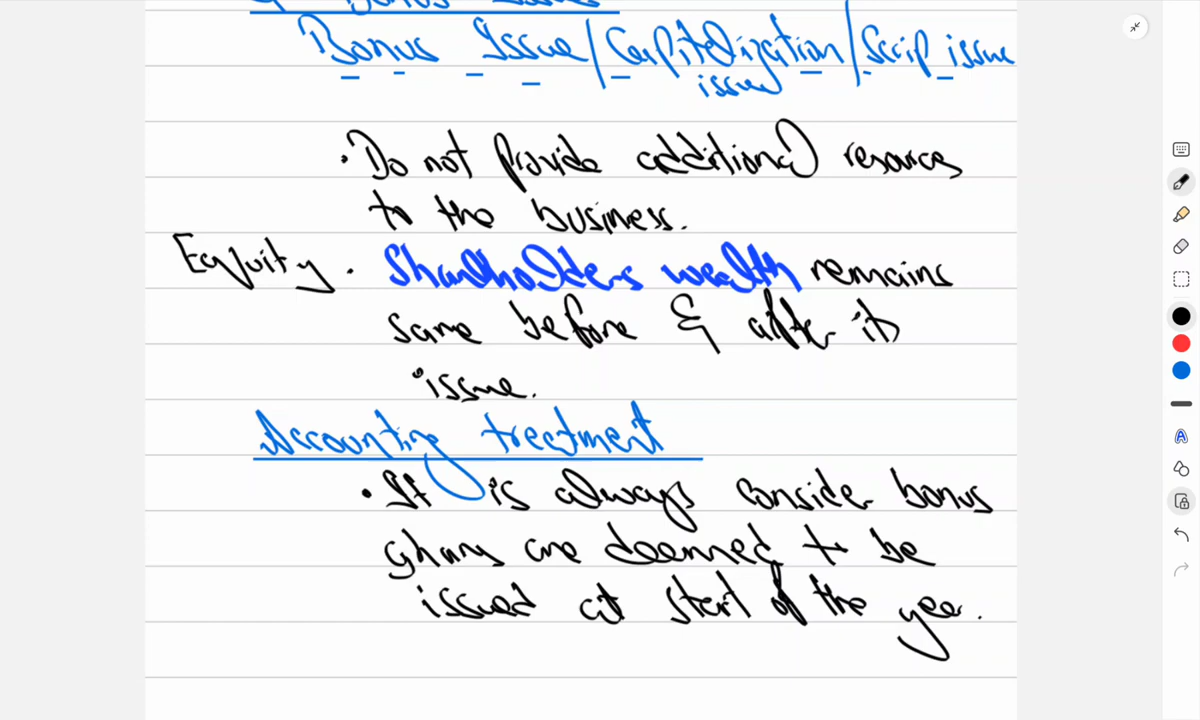 Bonus Issues
Bonus Issue/Capitalization/Scrip issue
issue
• Do not provide additional resources
to the business.
Equity • Shareholders wealth remains
same before & after its
issue.
Accounting treatment
• It is always consider bonus
shares are deemed to be
issued at start of the year.